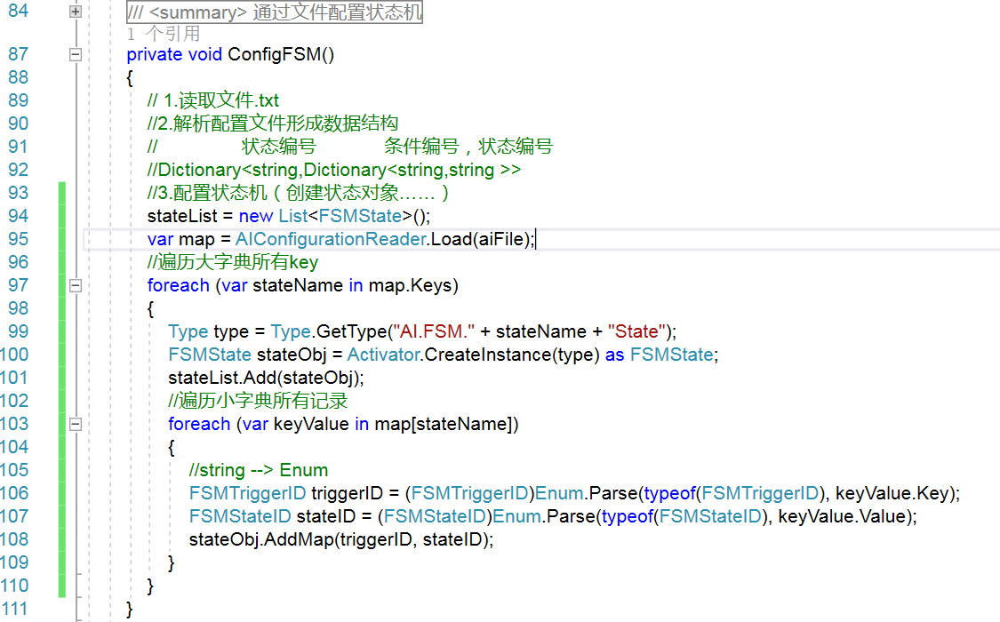 84 /// <summary> 通过文件配置状态机
1 个引用
87 private void ConfigFSM()
88 {
89 // 1.读取文件.txt
90 //2.解析配置文件形成数据结构
91 // 状态编号 条件编号，状态编号
92 //Dictionary<string,Dictionary<string,string >>
93 //3.配置状态机（创建状态对象……）
94 stateList = new List<FSMState>();
95 var map = AIConfigurationReader.Load(aiFile);
96 //遍历大字典所有key
97 foreach (var stateName in map.Keys)
98 {
99 Type type = Type.GetType("AI.FSM." + stateName + "State");
100 FSMState stateObj = Activator.CreateInstance(type) as FSMState;
101 stateList.Add(stateObj);
102 //遍历小字典所有记录
103 foreach (var keyValue in map[stateName])
104 {
105 //string --> Enum
106 FSMTriggerID triggerID = (FSMTriggerID)Enum.Parse(typeof(FSMTriggerID), keyValue.Key);
107 FSMStateID stateID = (FSMStateID)Enum.Parse(typeof(FSMStateID), keyValue.Value);
108 stateObj.AddMap(triggerID, stateID);
109 }
110 }
111 }